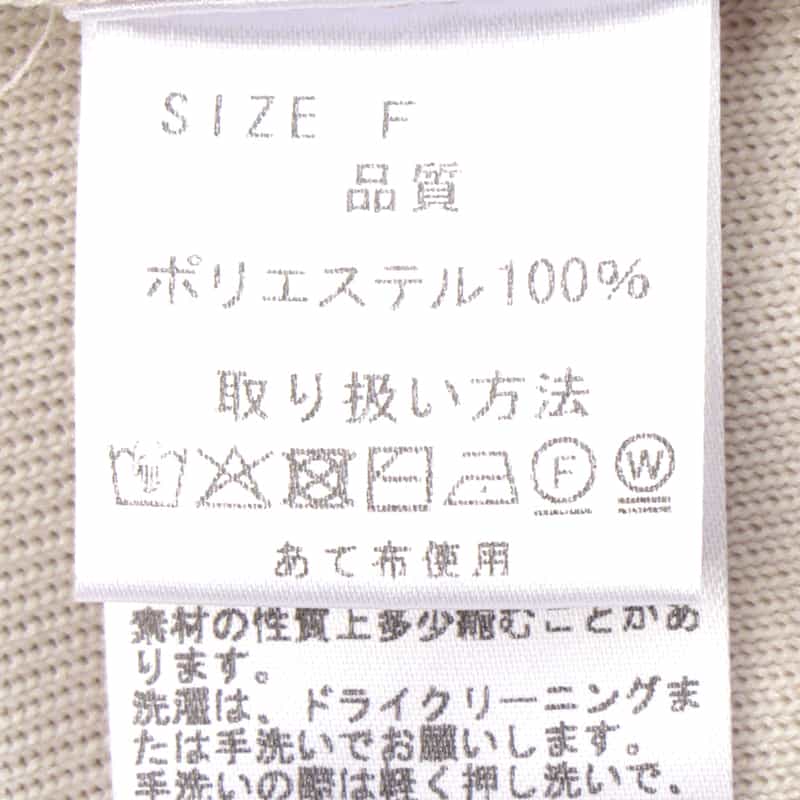 SIZE F
品質
ポリエステル100%
取り扱い方法
F W
あて布使用
素材の性質上多少縮むことがあ
ります。
洗濯は、ドライクリーニングま
たは手洗いでお願いします。
手洗いの際は軽く押し洗いで、